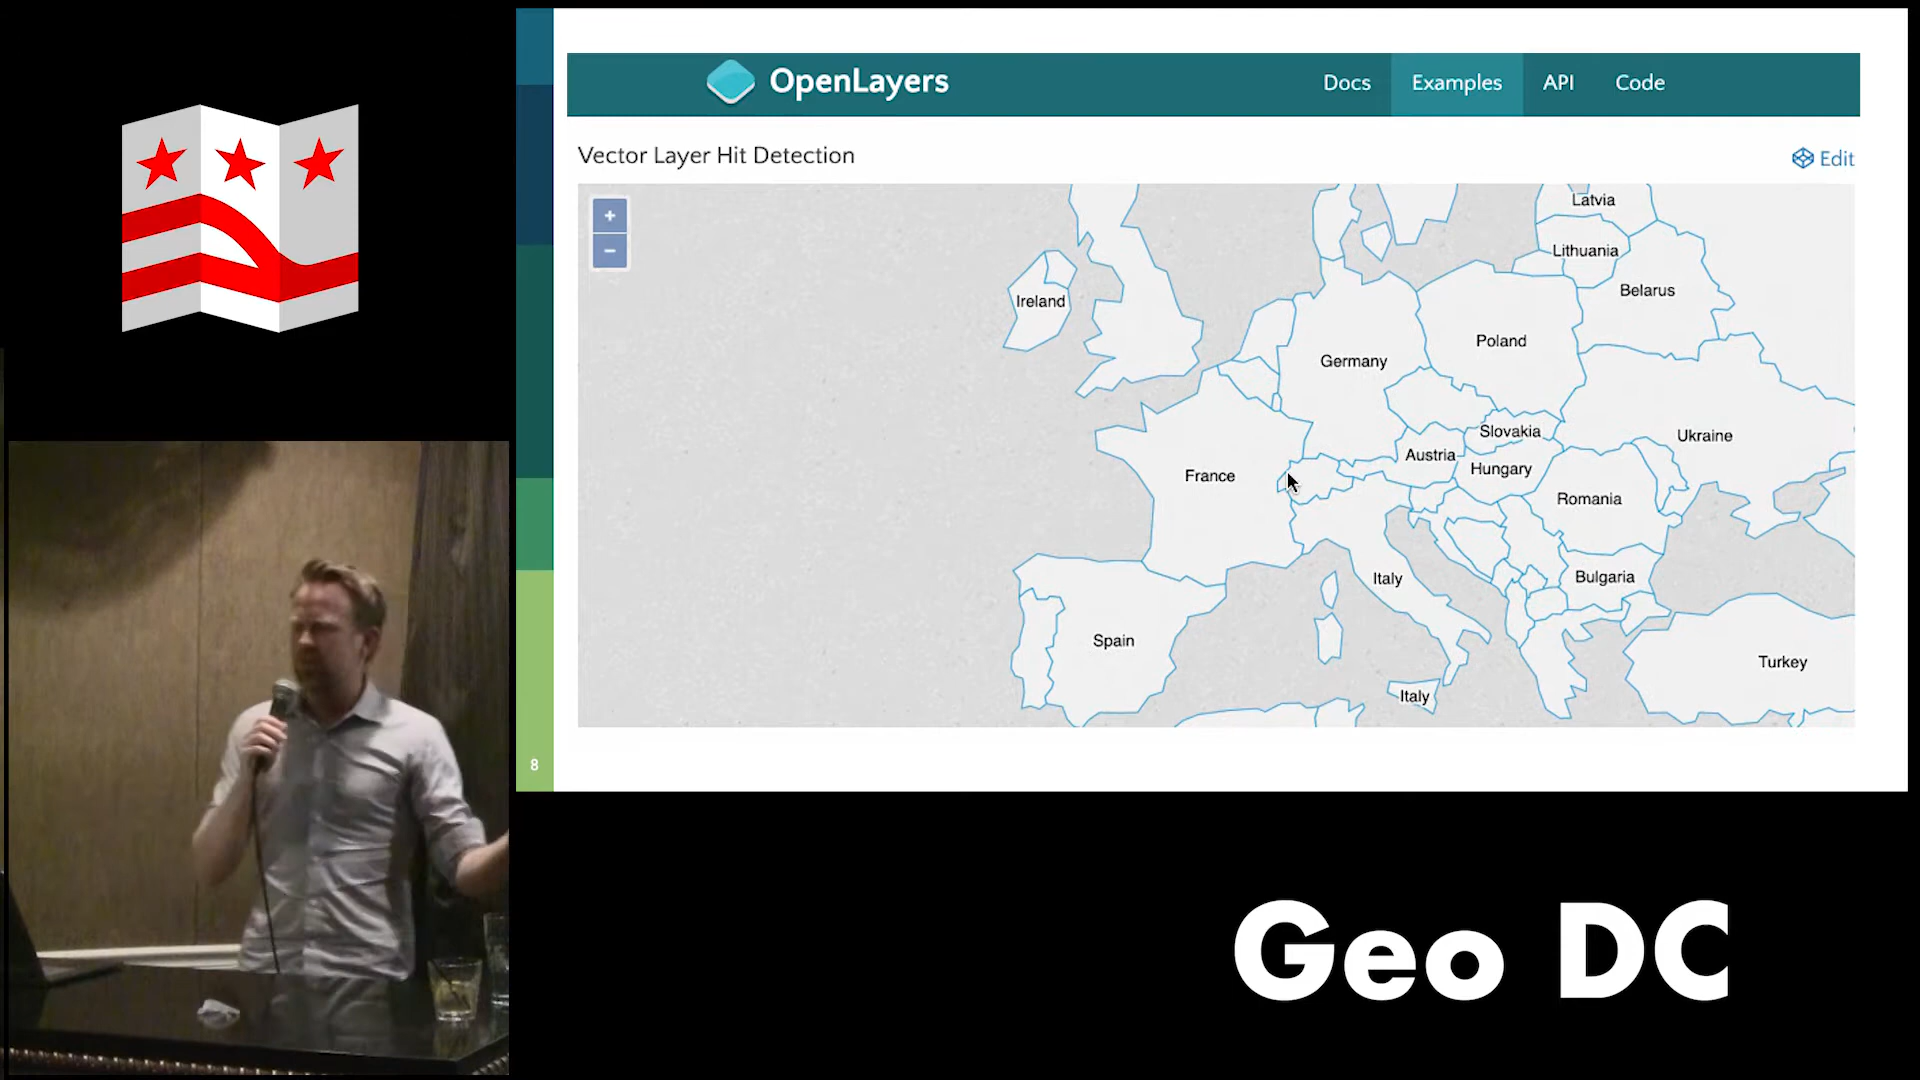 OpenLayers
Docs
Examples
API
Code
Vector Layer Hit Detection
Edit
+
−
Latvia
Lithuania
Belarus
Ireland
Poland
Germany
Slovakia
Ukraine
Austria
Hungary
France
Romania
Italy
Bulgaria
Spain
Turkey
Italy
8
Geo DC